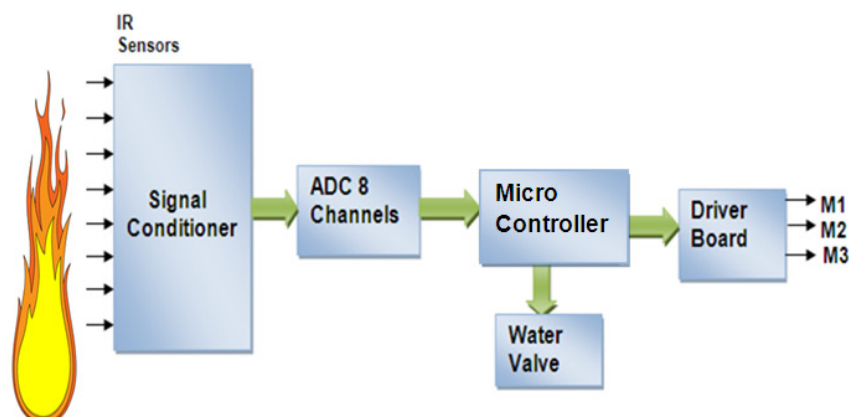 IR
Sensors
Signal
Conditioner
ADC 8
Channels
Micro
Controller
Driver
Board
M1
M2
M3
Water
Valve